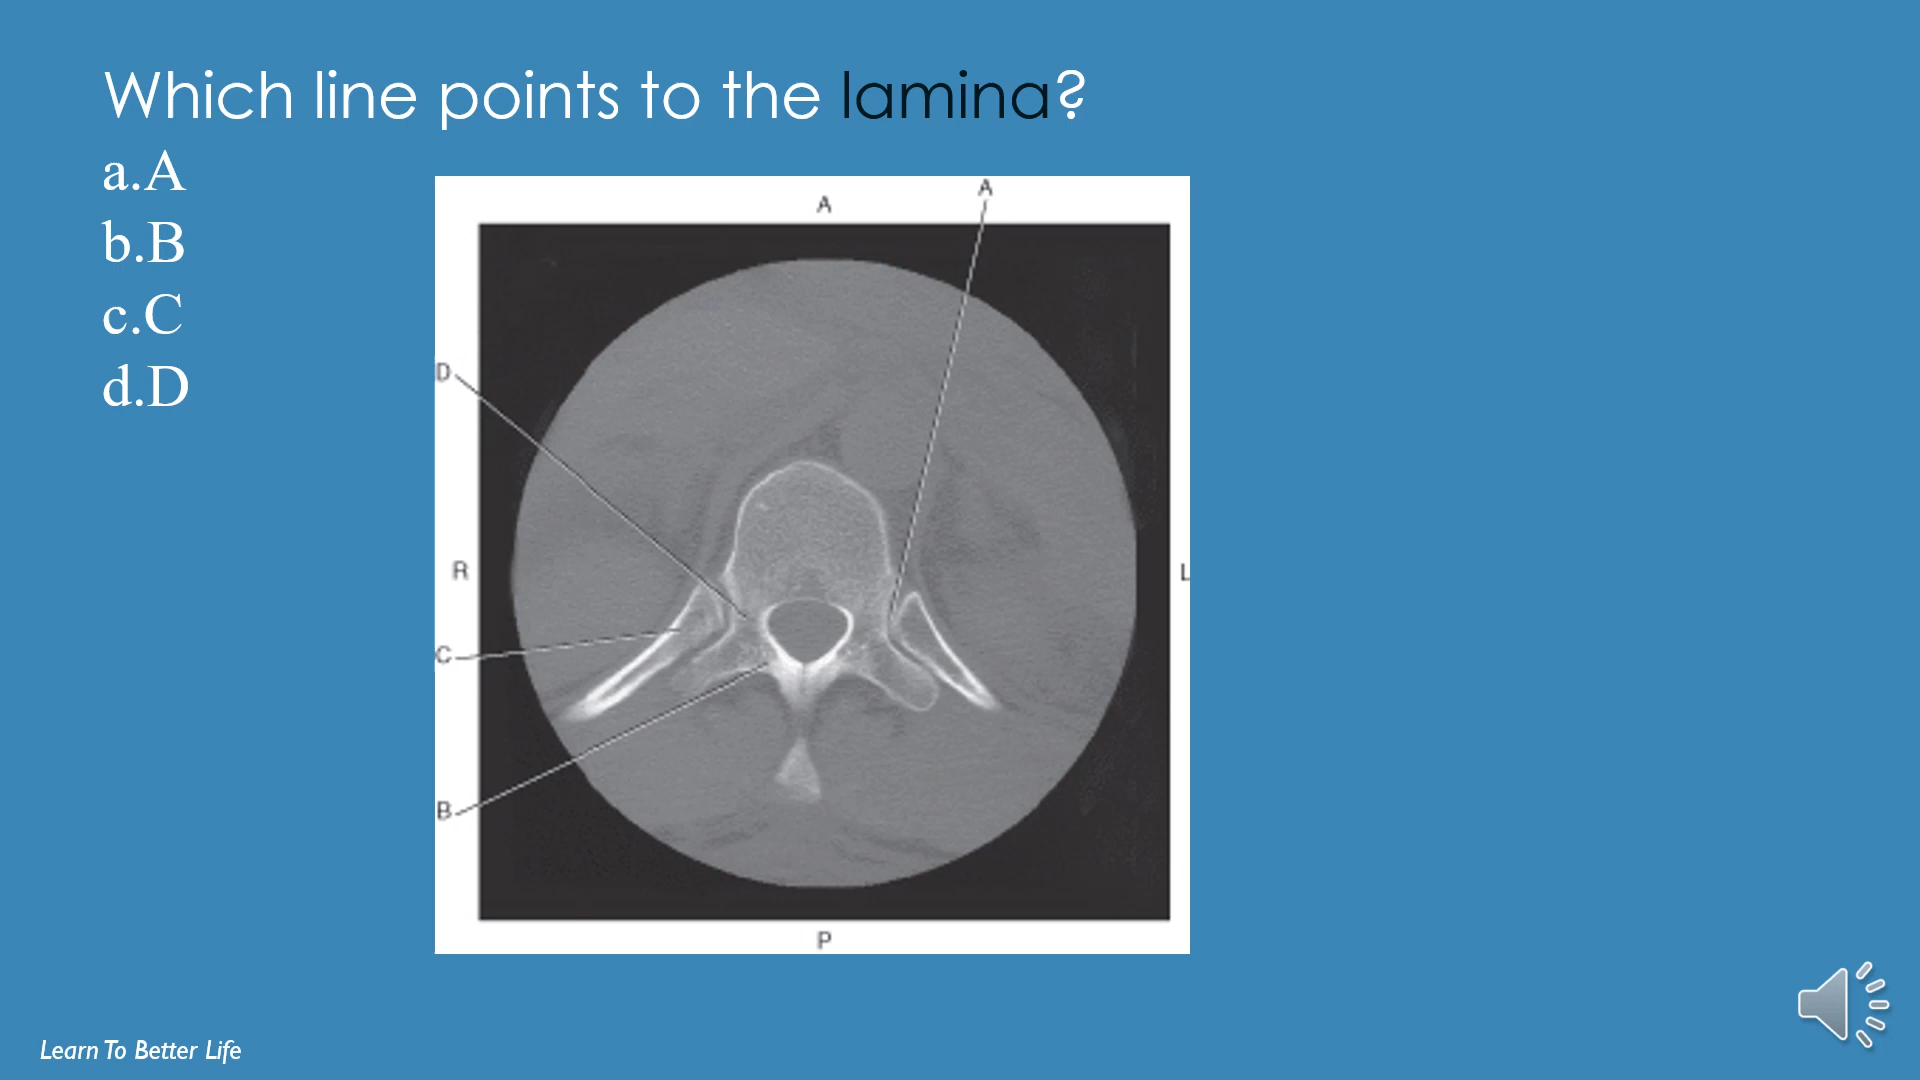 Which line points to the lamina?
a.A
b.B
c.C
d.D
A
A
D
R
L
C
B
P
Learn To Better Life